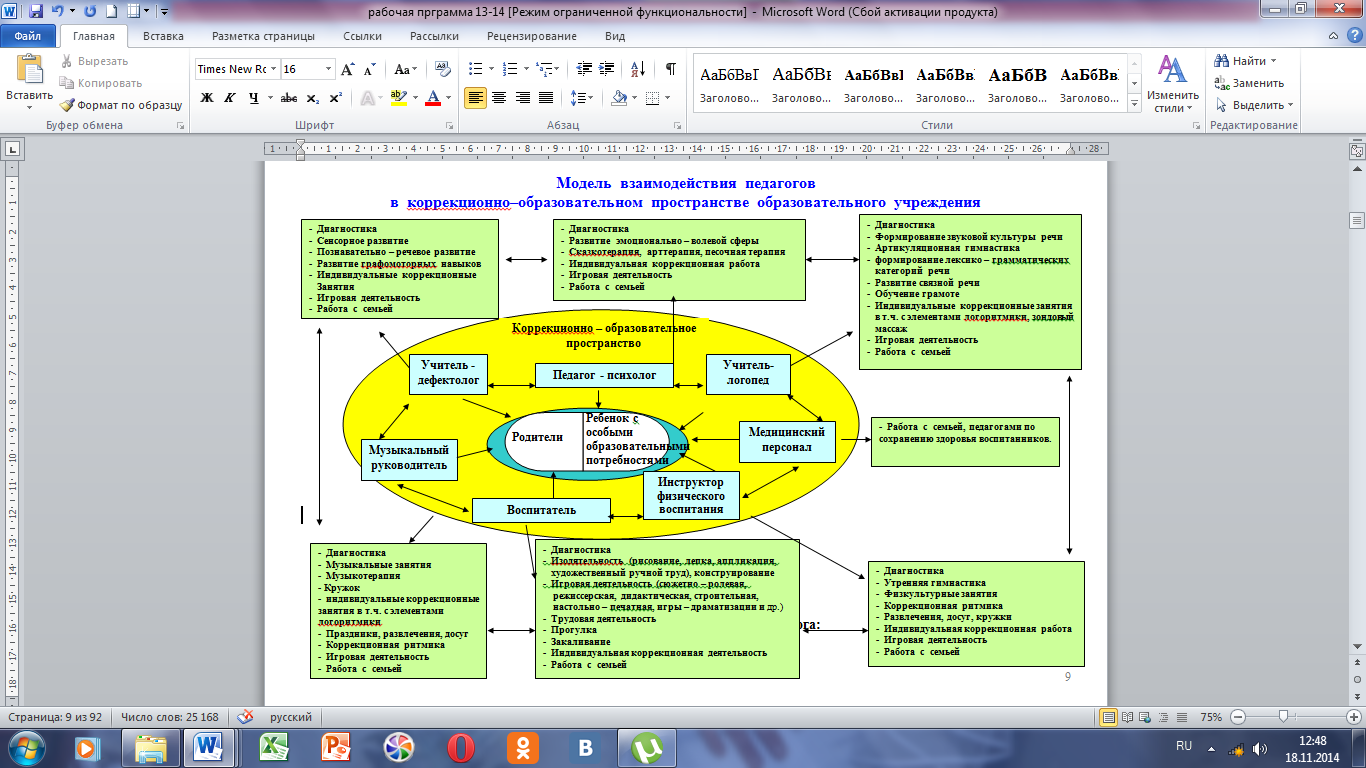 рабочая прграмма 13-14 [Режим ограниченной функциональности] - Microsoft Word (Сбой активации продукта)
Файл
Главная
Вставка
Разметка страницы
Ссылки
Рассылки
Рецензирование
Вид
Вставить
Вырезать
Копировать
Формат по образцу
Буфер обмена
Times New Ro
16
Шрифт
Абзац
АаБбВвІ
АаБбВı
АаБбВвІ
АаБбВв
АаБбВ
АаБбВв
Заголово...
Заголово...
Заголово...
Заголово...
Заголово...
Заголово...
Стили
Изменить
стили
Найти
Заменить
Выделить
Редактирование
Модель взаимодействия педагогов
в коррекционно–образовательном пространстве образовательного учреждения
- Диагностика
- Сенсорное развитие
- Познавательно – речевое развитие
- Развитие графомоторных навыков
- Индивидуальные коррекционные
Занятия
- Игровая деятельность
- Работа с семьей
- Диагностика
- Развитие эмоционально – волевой сферы
- Сказкотерапия, арттерапия, песочная терапия
- Индивидуальная коррекционная работа
- Игровая деятельность
- Работа с семьей
- Диагностика
- Формирование звуковой культуры речи
- Артикуляционная гимнастика
- формирование лексико – грамматических
категорий речи
- Развитие связной речи
- Обучение грамоте
- Индивидуальные коррекционные занятия
в т.ч. с элементами логоритмики, зондовый
массаж
- Игровая деятельность
- Работа с семьей
Коррекционно – образовательное
пространство
Учитель -
дефектолог
Педагог - психолог
Учитель-
логопед
Родители
Ребенок с
особыми
образовательными
потребностями
Музыкальный
руководитель
Медицинский
персонал
Воспитатель
Инструктор
физического
воспитания
- Работа с семьей, педагогами по
сохранению здоровья воспитанников.
- Диагностика
- Музыкальные занятия
- Музыкотерапия
- Кружок
- индивидуальные коррекционные
занятия в т.ч. с элементами
логоритмики.
- Праздники, развлечения, досуг
- Коррекционная ритмика
- Игровая деятельность
- Работа с семьей
- Диагностика
- Изодятельность (рисование, лепка, аппликация,
художественный ручной труд), конструирование
- Игровая деятельность (сюжетно – ролевая,
режиссерская, дидактическая, строительная,
настольно – печатная, игры – драматизации и др.)
- Трудовая деятельность
- Прогулка
- Закаливание
- Индивидуальная коррекционная деятельность
- Работа с семьей
ога:
- Диагностика
- Утренняя гимнастика
- Физкультурные занятия
- Коррекционная ритмика
- Развлечения, досуг, кружки
- Индивидуальная коррекционная работа
- Игровая деятельность
- Работа с семьей
9
Страница: 9 из 92
Число слов: 25 168
русский
75%
RU
12:48
18.11.2014